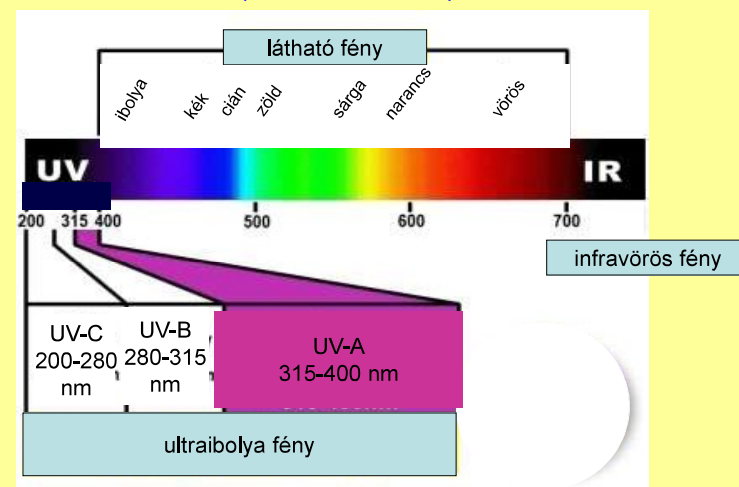 látható fény
ibolya kék cián zöld sárga narancs vörös
UV IR
200 315 400 500 600 700
infravörös fény
UV-C
200-280
nm
UV-B
280-315
nm
UV-A
315-400 nm
ultraibolya fény